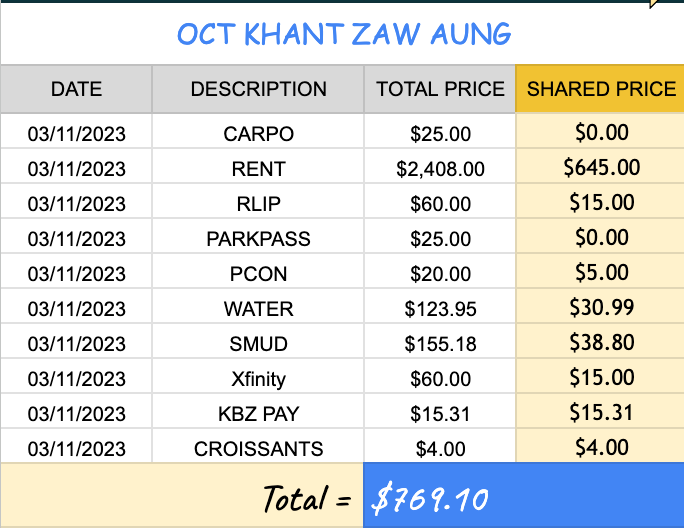 OCT KHANT ZAW AUNG
DATE DESCRIPTION TOTAL PRICE SHARED PRICE
03/11/2023 CARPO $25.00 $0.00
03/11/2023 RENT $2,408.00 $645.00
03/11/2023 RLIP $60.00 $15.00
03/11/2023 PARKPASS $25.00 $0.00
03/11/2023 PCON $20.00 $5.00
03/11/2023 WATER $123.95 $30.99
03/11/2023 SMUD $155.18 $38.80
03/11/2023 Xfinity $60.00 $15.00
03/11/2023 KBZ PAY $15.31 $15.31
03/11/2023 CROISSANTS $4.00 $4.00
Total = $769.10